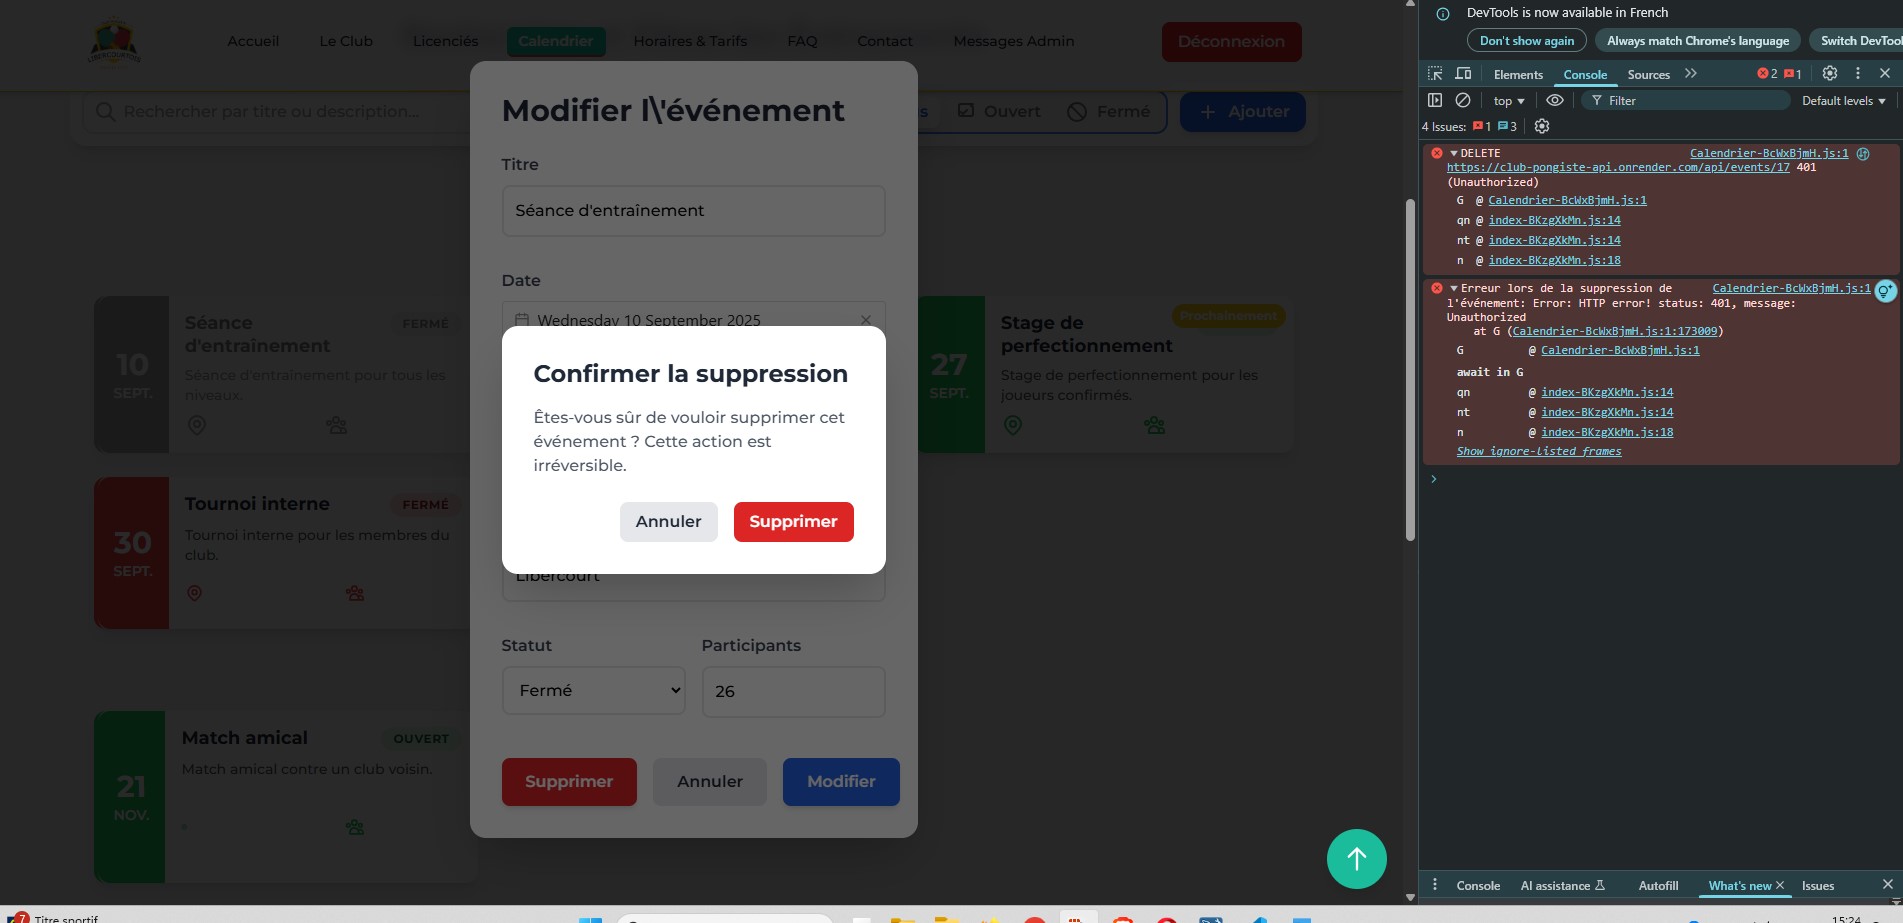 Accueil
Le Club
Licenciés
Calendrier
Horaires & Tarifs
FAQ
Contact
Messages Admin
Déconnexion
Rechercher par titre ou description...
Ouvert
Fermé
+ Ajouter
Modifier l\'événement
Titre
Séance d'entraînement
Date
Wednesday 10 September 2025
10
SEPT.
Séance
d'entraînement
FERMÉ
Séance d'entraînement pour tous les
niveaux.
27
SEPT.
Stage de
perfectionnement
Prochainement
Stage de perfectionnement pour les
joueurs confirmés.
Confirmer la suppression
Êtes-vous sûr de vouloir supprimer cet
événement ? Cette action est
irréversible.
Annuler
Supprimer
30
SEPT.
Tournoi interne
FERMÉ
Tournoi interne pour les membres du
club.
Libercourt
Statut
Participants
Fermé
26
21
NOV.
Match amical
OUVERT
Match amical contre un club voisin.
Supprimer
Annuler
Modifier
DevTools is now available in French
Don't show again
Always match Chrome's language
Switch DevTool
Elements
Console
Sources
2
1
top
Filter
Default levels
4 Issues: 1 3
DELETE Calendrier-BcWxBjmH.js:1
https://club-pongiste-api.onrender.com/api/events/17 401
(Unauthorized)
G @ Calendrier-BcWxBjmH.js:1
qn @ index-BKzgXkMn.js:14
nt @ index-BKzgXkMn.js:14
n @ index-BKzgXkMn.js:18
Erreur lors de la suppression de Calendrier-BcWxBjmH.js:1
l'événement: Error: HTTP error! status: 401, message:
Unauthorized
at G (Calendrier-BcWxBjmH.js:1:173009)
G @ Calendrier-BcWxBjmH.js:1
await in G
qn @ index-BKzgXkMn.js:14
nt @ index-BKzgXkMn.js:14
n @ index-BKzgXkMn.js:18
Show ignore-listed frames
Console
AI assistance
Autofill
What's new
Issues
7
Titre sportif
15:24